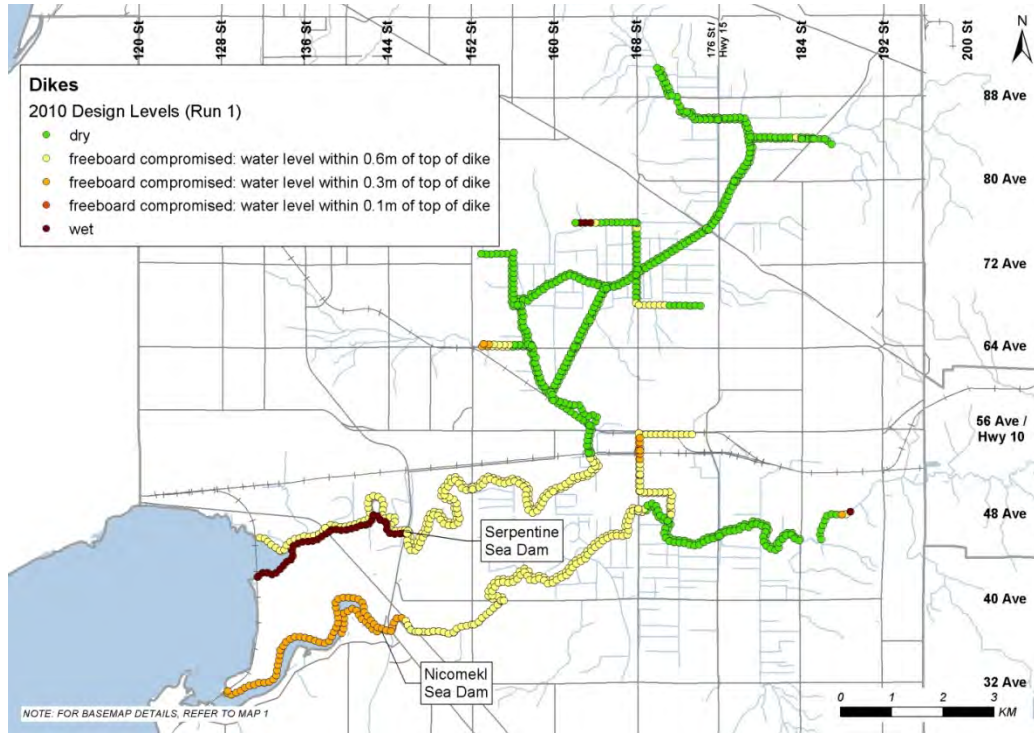 120 St
128 St
136 St
144 St
152 St
160 St
168 St
176 St /
Hwy 15
184 St
192 St
200 St
N
Dikes
2010 Design Levels (Run 1)
dry
freeboard compromised: water level within 0.6m of top of dike
freeboard compromised: water level within 0.3m of top of dike
freeboard compromised: water level within 0.1m of top of dike
wet
88 Ave
80 Ave
72 Ave
64 Ave
56 Ave /
Hwy 10
48 Ave
Serpentine
Sea Dam
40 Ave
Nicomekl
Sea Dam
32 Ave
0 1 2 3
KM
NOTE: FOR BASEMAP DETAILS, REFER TO MAP 1